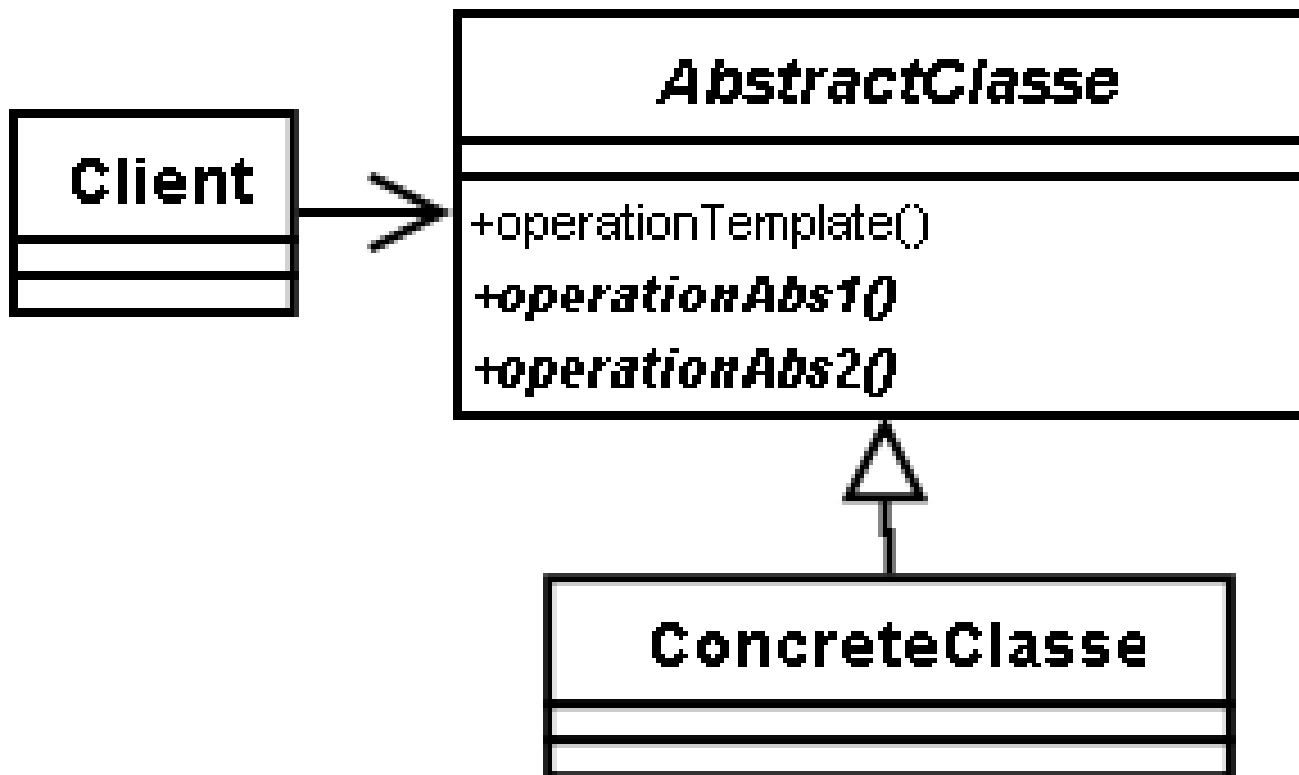 Client
AbstractClasse
+operationTemplate()
+operationAbs1()
+operationAbs2()
ConcreteClasse